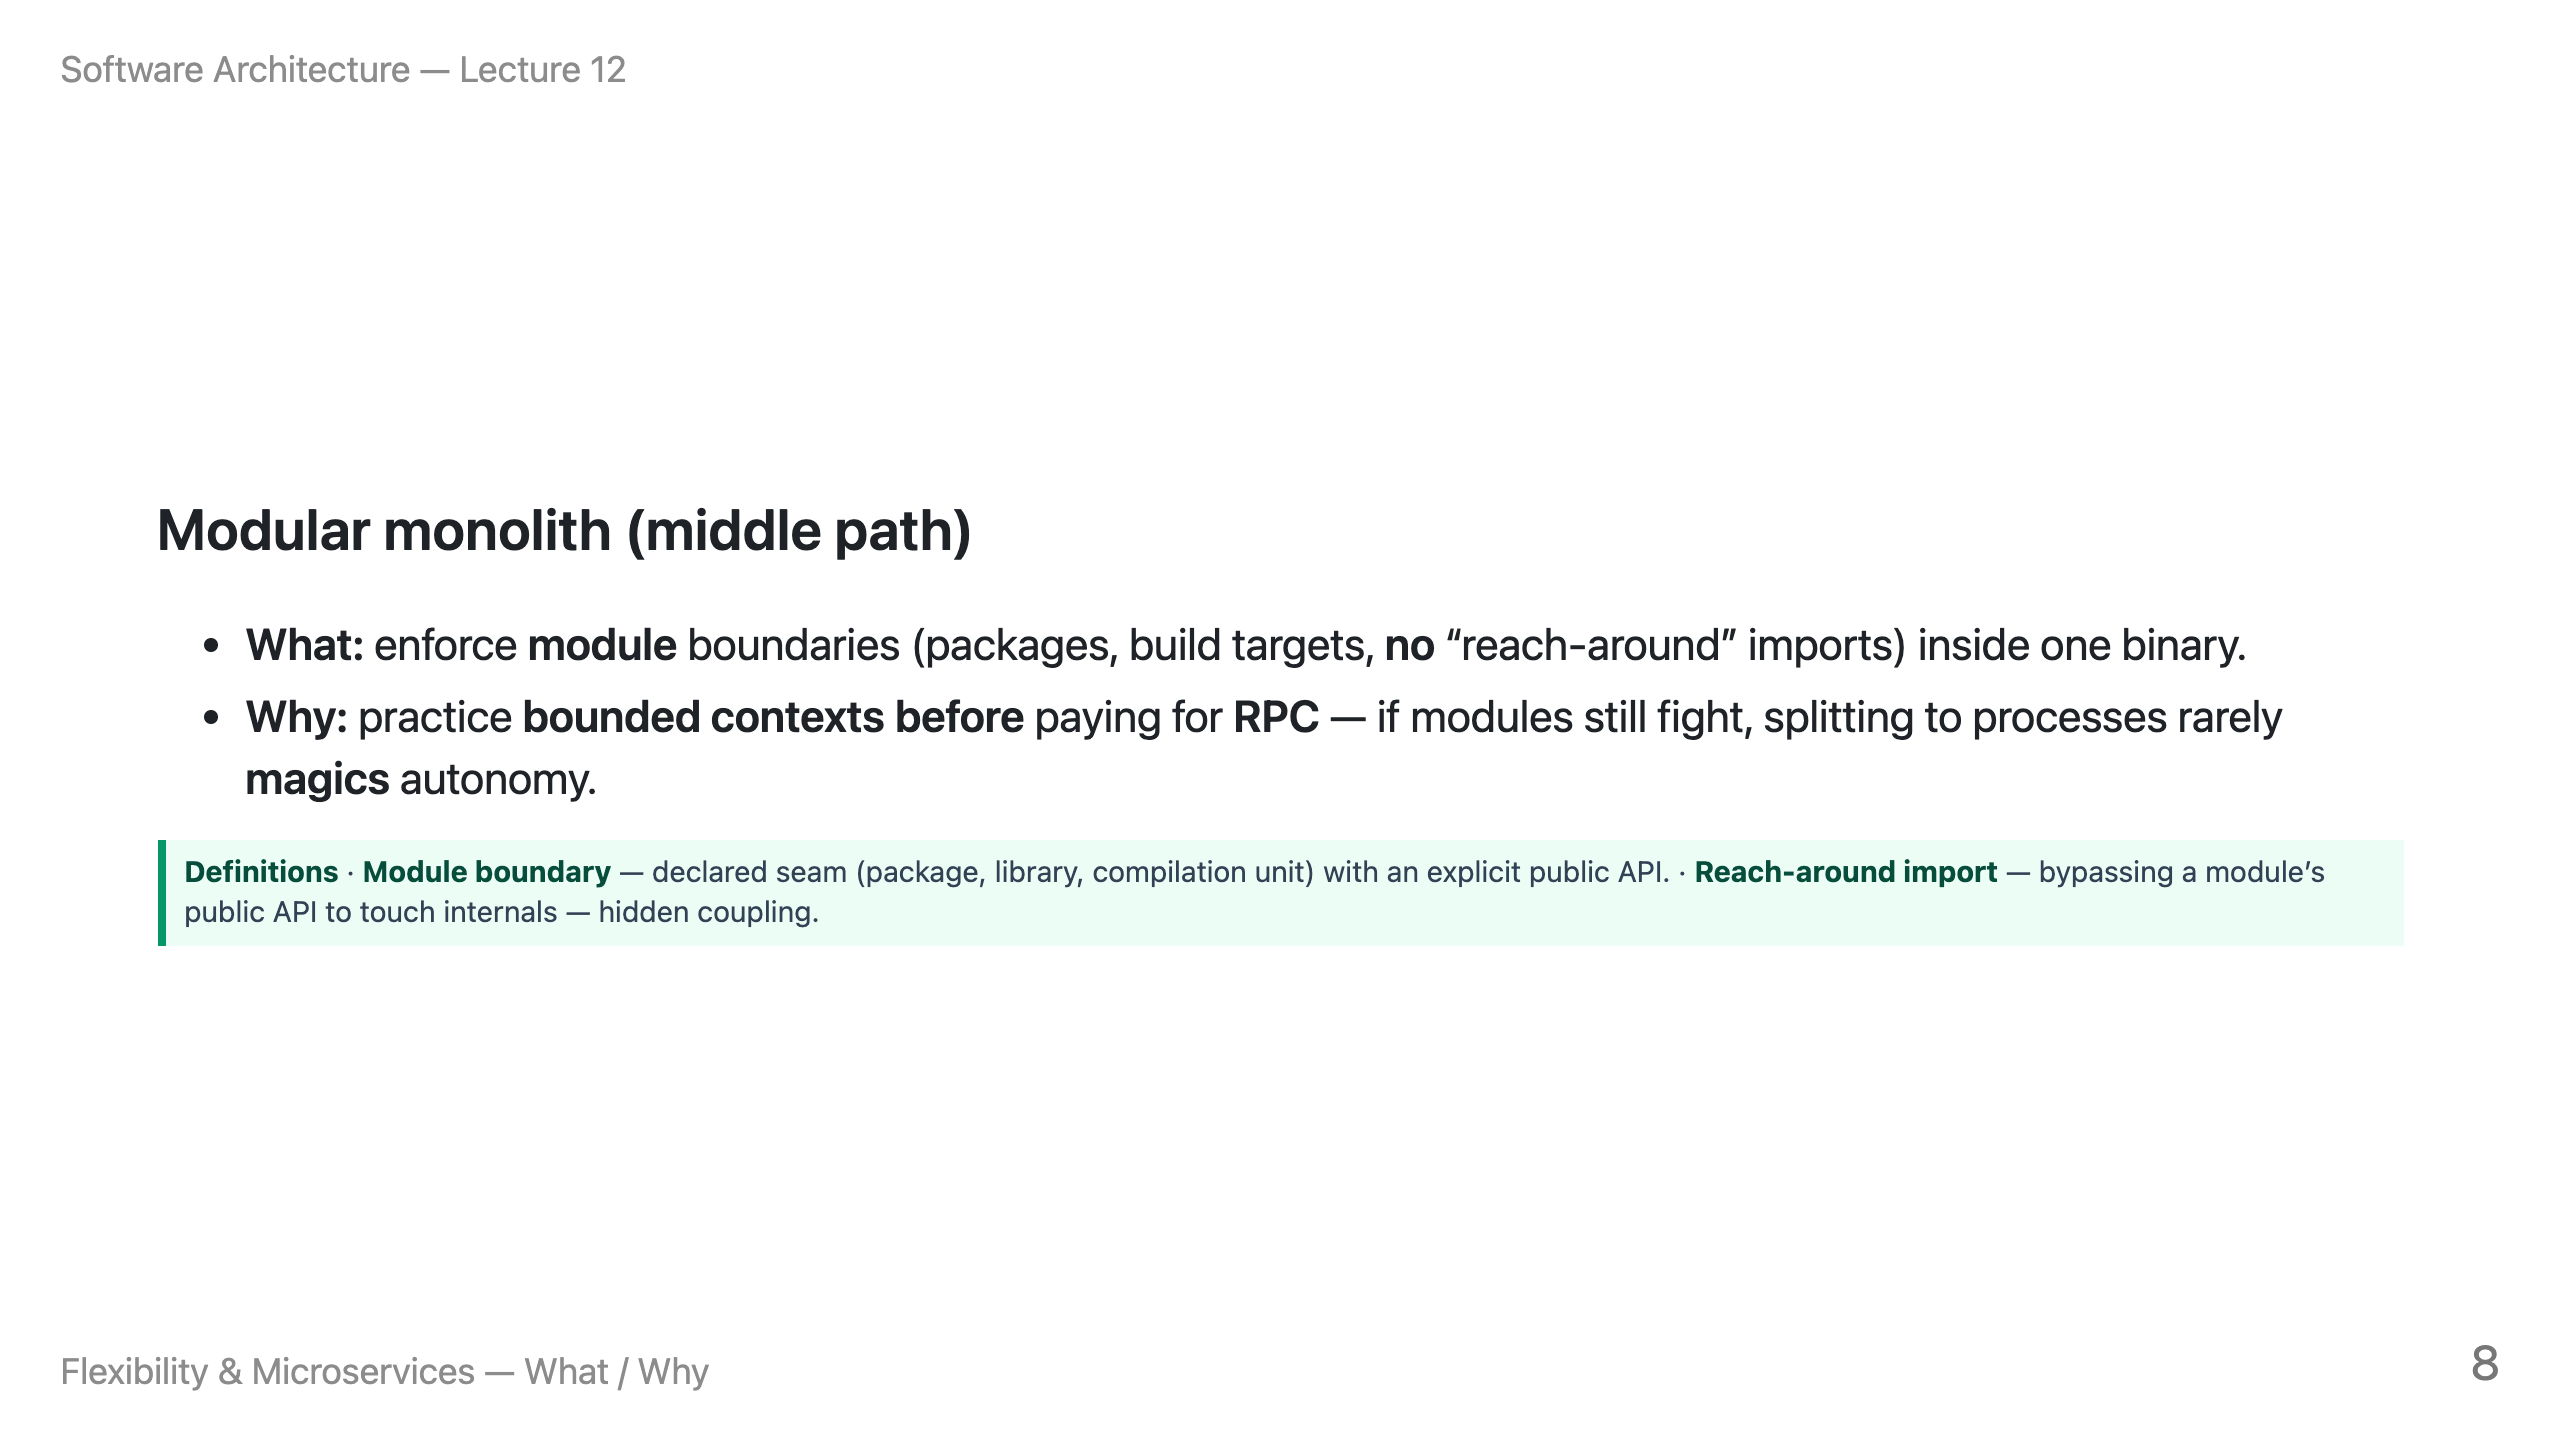 Software Architecture — Lecture 12
Modular monolith (middle path)
• What: enforce module boundaries (packages, build targets, no “reach-around” imports) inside one binary.
• Why: practice bounded contexts before paying for RPC — if modules still fight, splitting to processes rarely
magics autonomy.
Definitions · Module boundary — declared seam (package, library, compilation unit) with an explicit public API. · Reach-around import — bypassing a module’s
public API to touch internals — hidden coupling.
Flexibility & Microservices — What / Why
8